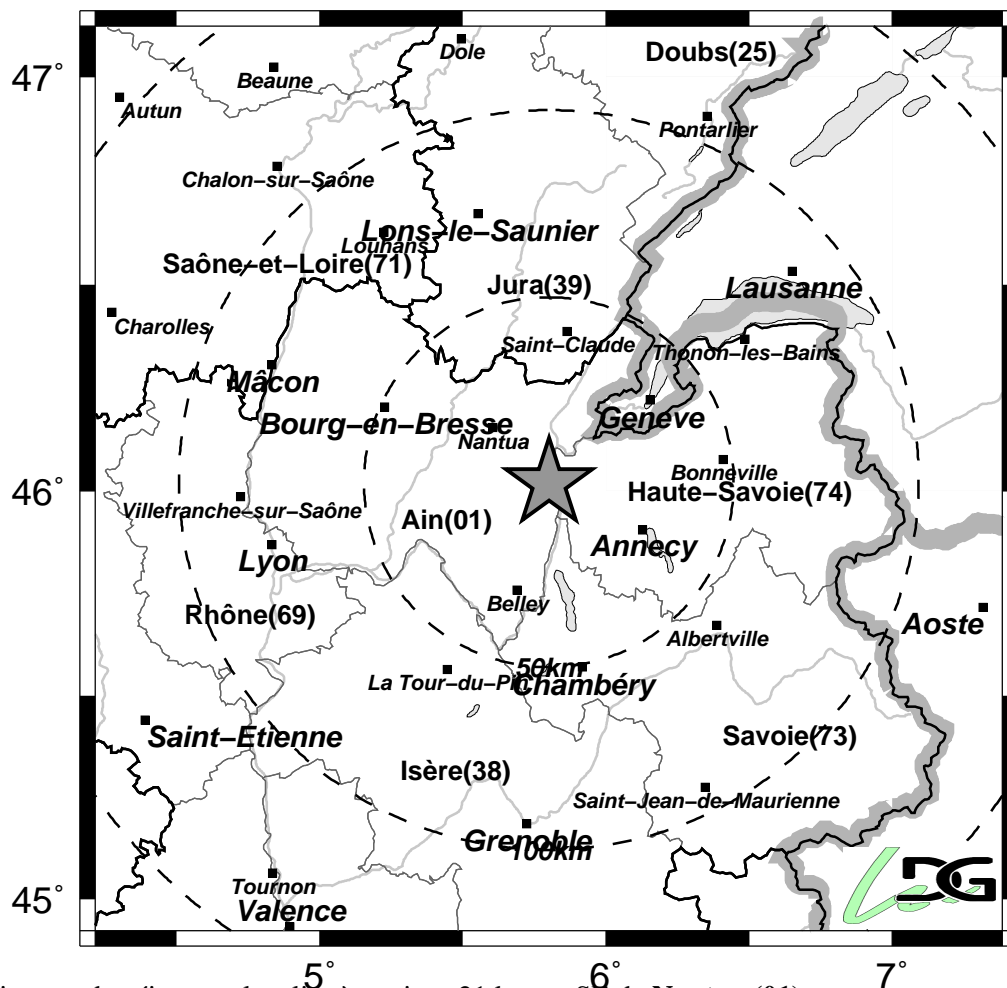 Dole
Doubs(25)
47°
Beaune
Autun
Pontarlier
Chalon−sur−Saône
Lons−le−Saunier
Louhans
Saône−et−Loire(71)
Jura(39)
Lausanne
Charolles
Saint−Claude
Thonon−les−Bains
Mâcon
Bourg−en−Bresse
Genève
Nantua
Bonneville
46°
Haute−Savoie(74)
Villefranche−sur−Saône
Ain(01)
Annecy
Lyon
Belley
Rhône(69)
Aoste
Albertville
50km
La Tour−du−Pin
Chambéry
Saint−Etienne
Savoie(73)
Isère(38)
Saint−Jean−de−Maurienne
Grenoble
100km
45°
Tournon
Valence
DG
5°
6°
7°